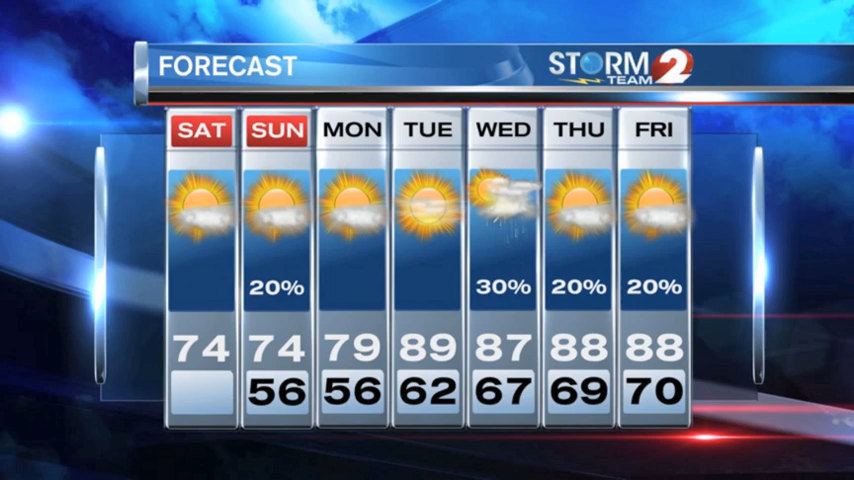 FORECAST
STORM 2
TEAM
SAT SUN MON TUE WED THU FRI
20% 30% 20% 20%
74 74 79 89 87 88 88
56 56 62 67 69 70